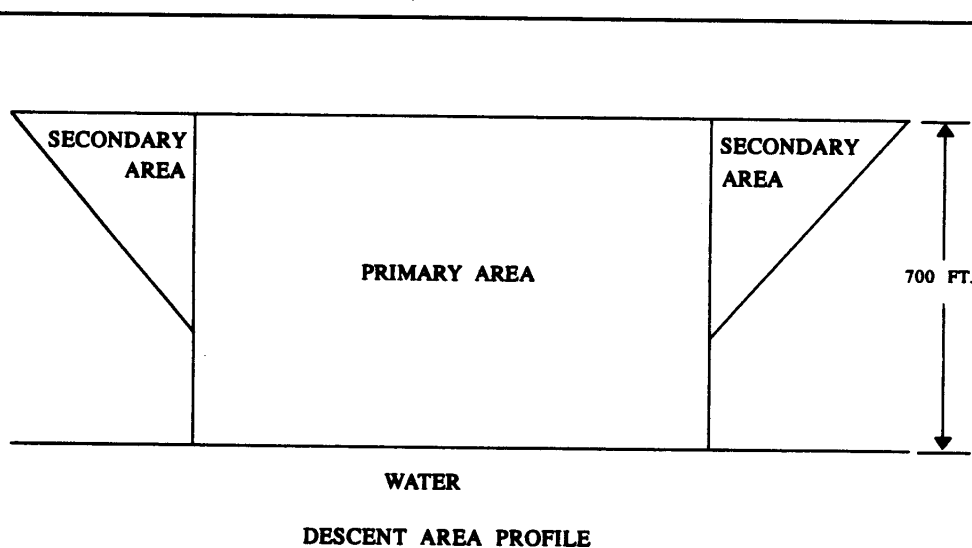 SECONDARY
AREA
SECONDARY
AREA
PRIMARY AREA
700 FT.
WATER
DESCENT AREA PROFILE